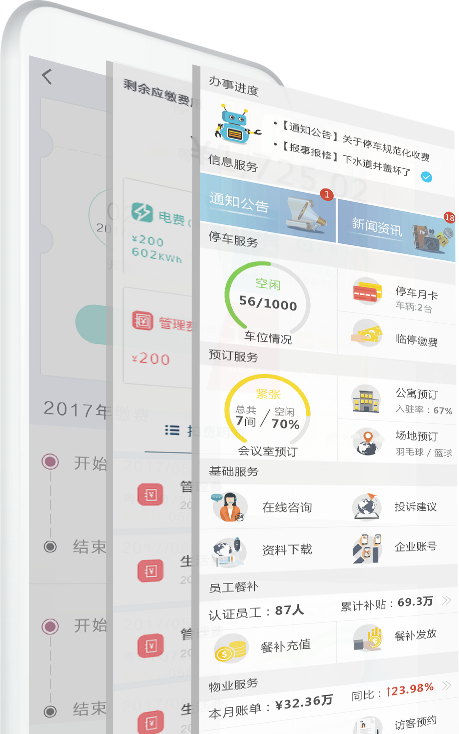 剩余应缴费用
电费
¥200
602KWh
管理费
¥200
2017年
开始
结束
开始
结束
办事进度
•【通知公告】关于停车规范化收费
•【报事报修】下水道井盖坏了
信息服务
通知公告
1
新闻资讯
18
停车服务
空闲
56/1000
车位情况
停车月卡
车辆:2台
临停缴费
预订服务
紧张
总共
7间
空闲
70%
会议室预订
公寓预订
入驻率:67%
场地预订
羽毛球 / 篮球
基础服务
在线咨询
投诉建议
资料下载
企业账号
员工餐补
认证员工：87人
累计补贴：69.3万
餐补充值
餐补发放
物业服务
本月账单：¥32.36万
同比：↑23.98%
访客预约